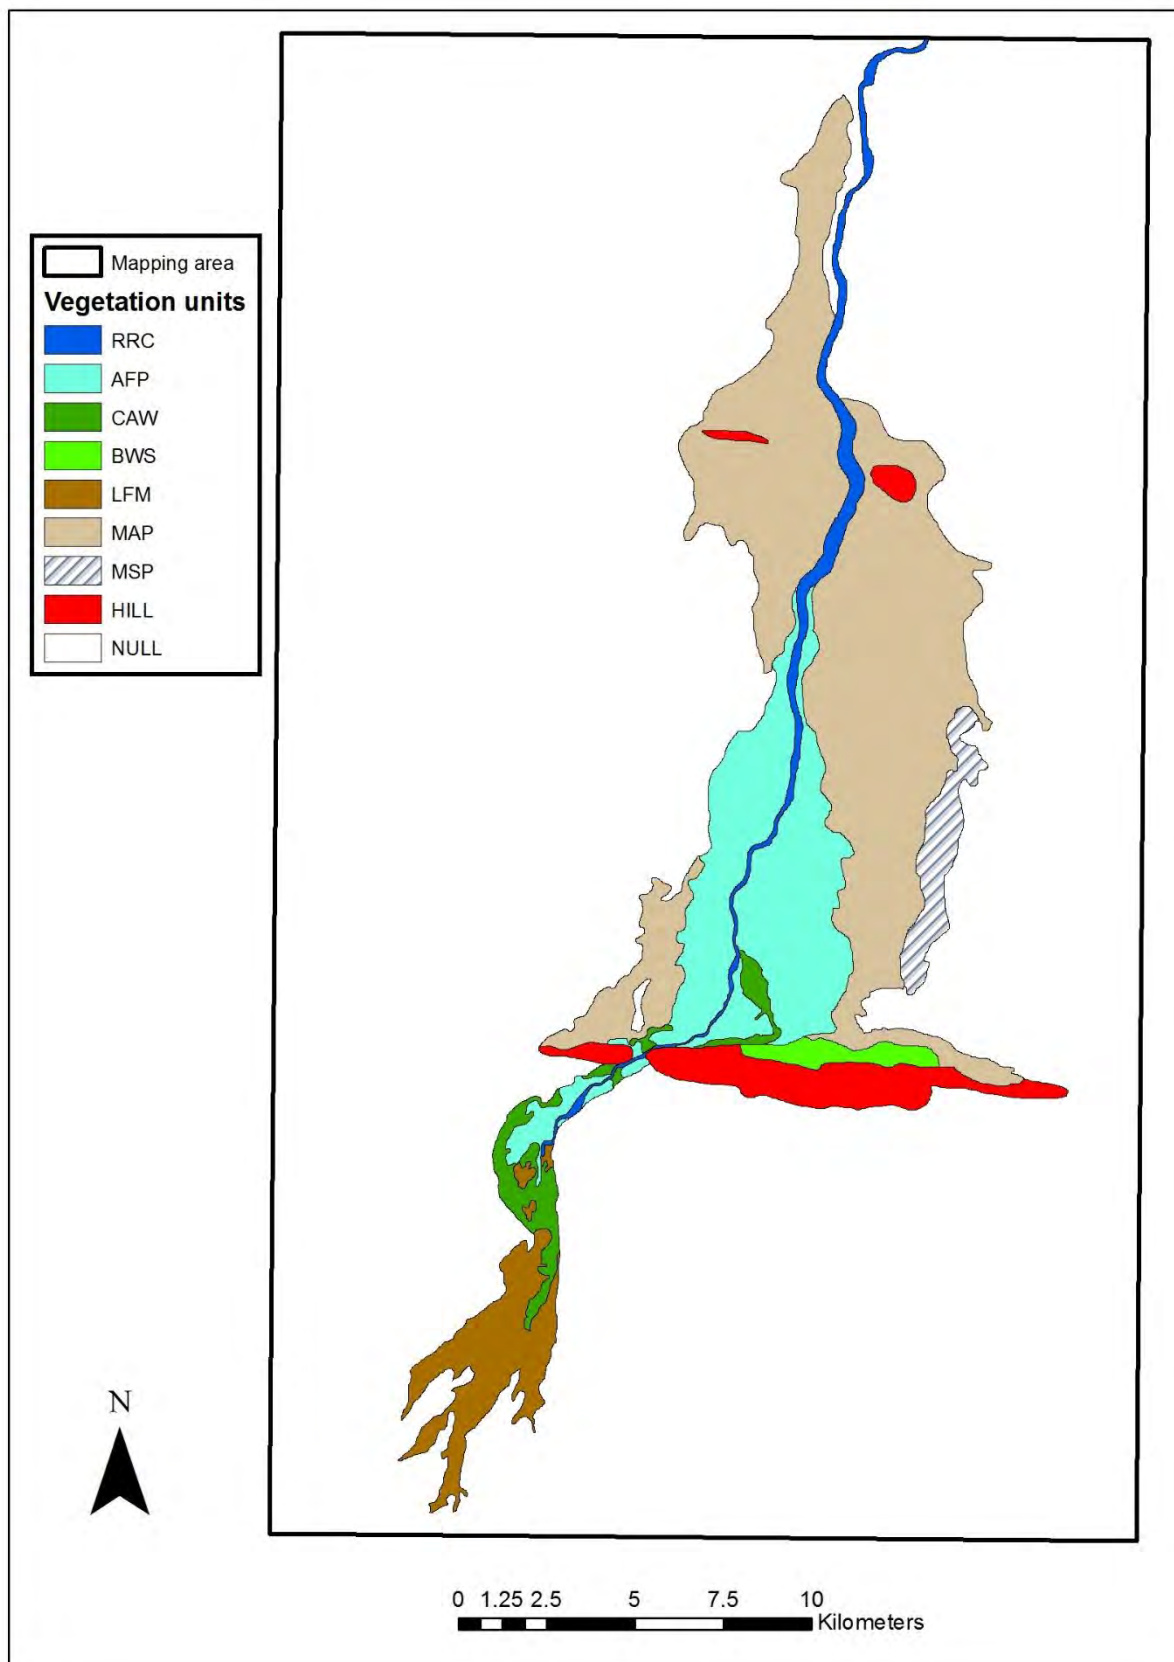 Mapping area
Vegetation units
RRC
AFP
CAW
BWS
LFM
MAP
MSP
HILL
NULL
N
0 1.25 2.5 5 7.5 10
Kilometers